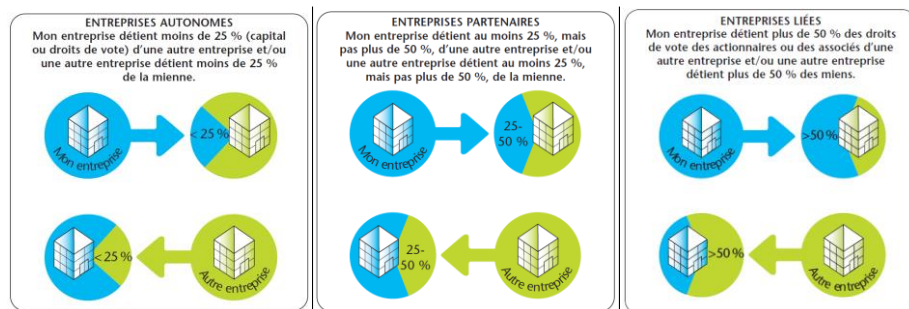 ENTREPRISES AUTONOMES
Mon entreprise détient moins de 25 % (capital
ou droits de vote) d'une autre entreprise et/ou
une autre entreprise détient moins de 25 %
de la mienne.
< 25 %
Mon entreprise
< 25 %
Autre entreprise
ENTREPRISES PARTENAIRES
Mon entreprise détient au moins 25 %, mais
pas plus de 50 %, d'une autre entreprise et/ou
une autre entreprise détient au moins 25 %,
mais pas plus de 50 %, de la mienne.
25-
50 %
Mon entreprise
25-
50 %
Autre entreprise
ENTREPRISES LIÉES
Mon entreprise détient plus de 50 % des droits
de vote des actionnaires ou des associés d'une
autre entreprise et/ou une autre entreprise
détient plus de 50 % des miens.
>50 %
Mon entreprise
>50 %
Autre entreprise